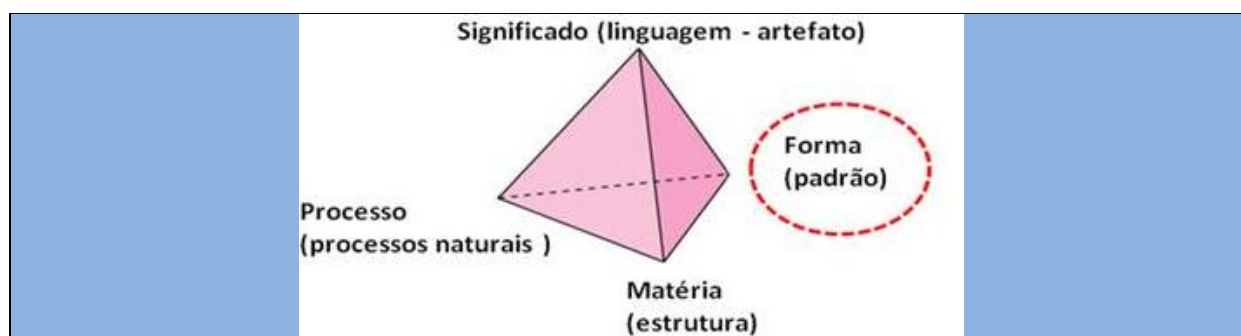 Significado (linguagem - artefato)
Forma
(padrão)
Processo
(processos naturais )
Matéria
(estrutura)